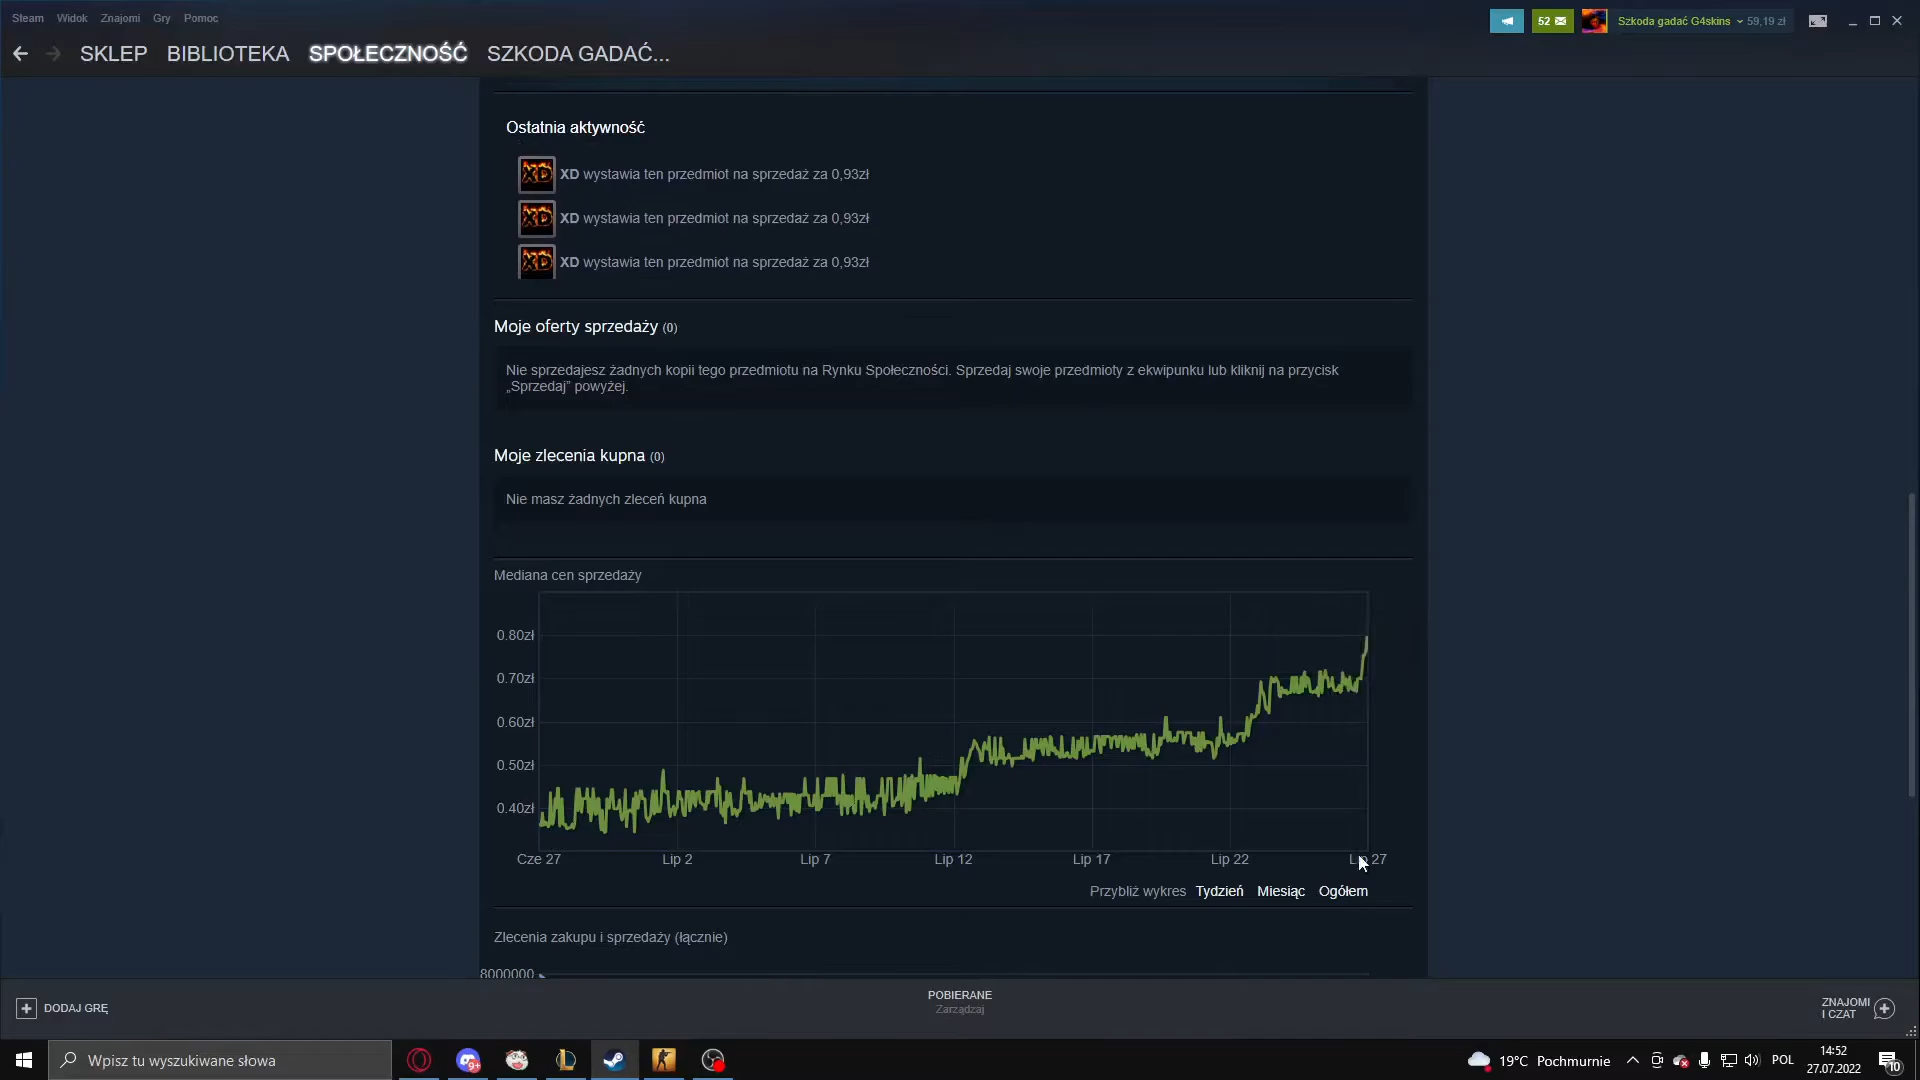 Steam Widok Znajomi Gry Pomoc
52 Szkoda gadać G4skins 59,19 zł
SKLEP BIBLIOTEKA SPOŁECZNOŚĆ SZKODA GADAĆ...
Ostatnia aktywność
XD XD wystawia ten przedmiot na sprzedaż za 0,93zł
XD XD wystawia ten przedmiot na sprzedaż za 0,93zł
XD XD wystawia ten przedmiot na sprzedaż za 0,93zł
Moje oferty sprzedaży (0)
Nie sprzedajesz żadnych kopii tego przedmiotu na Rynku Społeczności. Sprzedaj swoje przedmioty z ekwipunku lub kliknij na przycisk
„Sprzedaj” powyżej.
Moje zlecenia kupna (0)
Nie masz żadnych zleceń kupna
Mediana cen sprzedaży
0.80zł
0.70zł
0.60zł
0.50zł
0.40zł
Cze 27 Lip 2 Lip 7 Lip 12 Lip 17 Lip 22 Lip 27
Przybliż wykres Tydzień Miesiąc Ogółem
Zlecenia zakupu i sprzedaży (łącznie)
8000000
DODAJ GRĘ
POBIERANE
Zarządzaj
ZNAJOMI
I CZAT
Wpisz tu wyszukiwane słowa
9+
19°C Pochmurnie
POL
14:52
27.07.2022
10